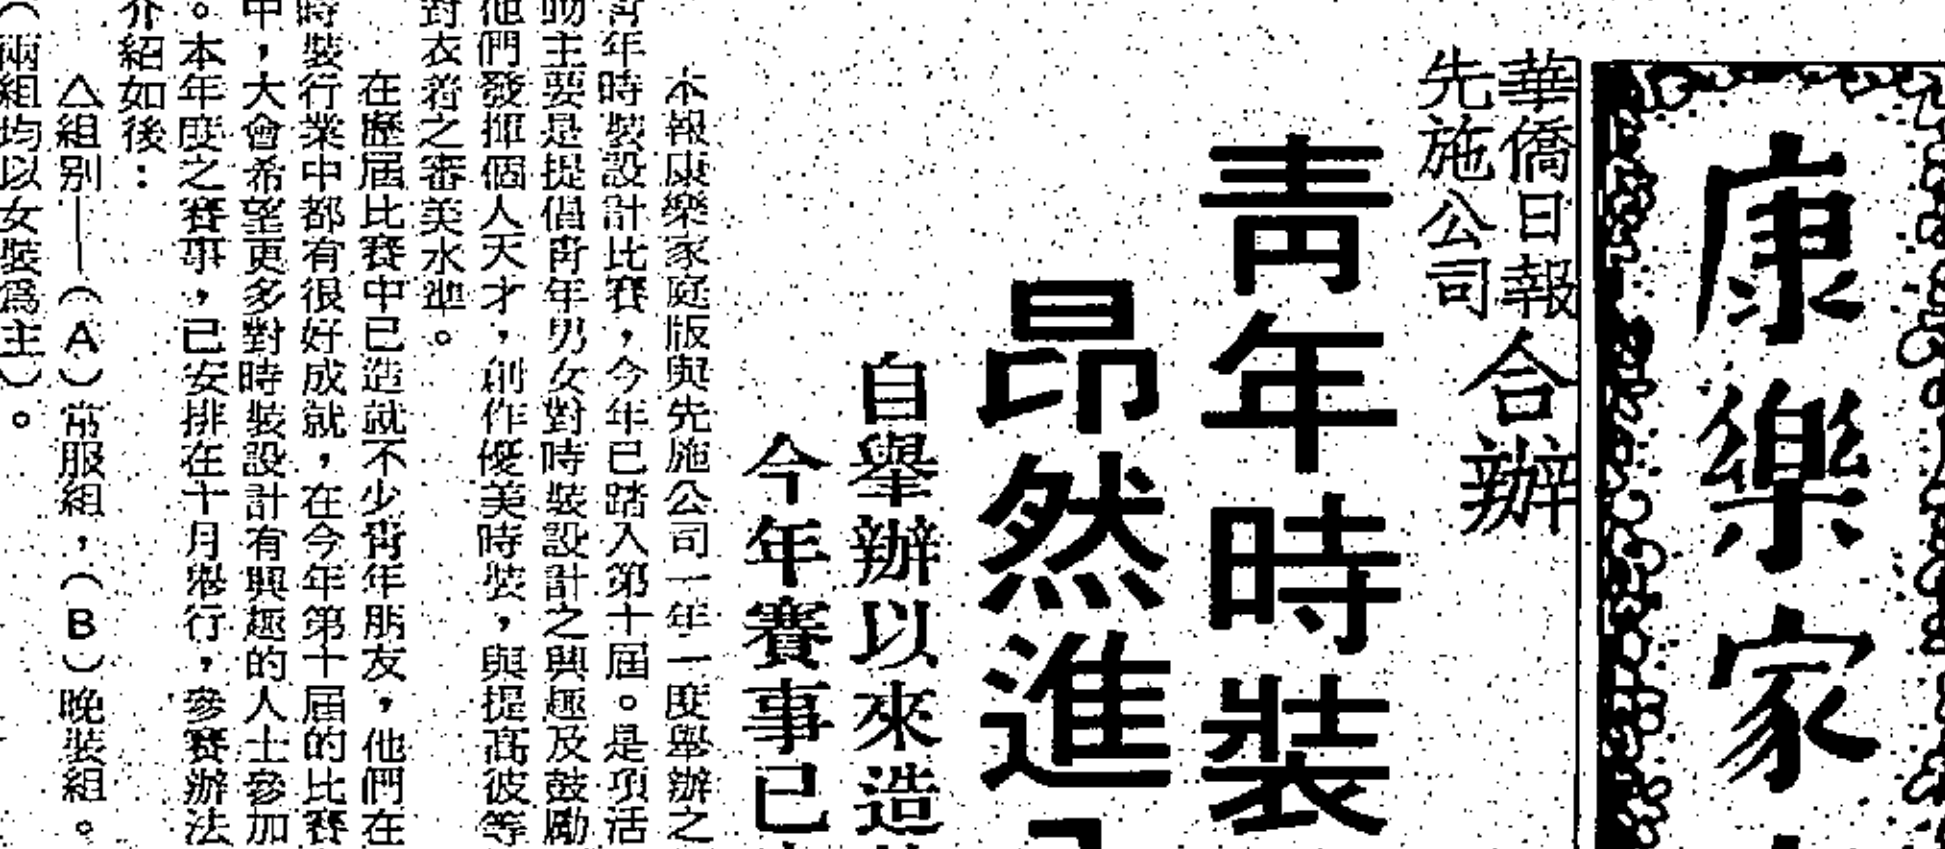 康樂家
華僑日報
先施公司
合辦
青年時裝
昂然進
自舉辦以來造
今年賽事已
本報康樂家庭版與先施公司一年一度舉辦之
青年時裝設計比賽，今年已踏入第十屆。是項活
動主要是提倡青年男女對時裝設計之興趣及鼓勵
他們發揮個人天才，創作優美時裝，與提高彼等
對衣着之審美水準。
在歷屆比賽中已造就不少青年朋友，他們在
時裝行業中都有很好成就，在今年第十屆的比賽
中，大會希望更多對時裝設計有興趣的人士參加
。本年度之賽事，已安排在十月舉行，參賽辦法
介紹如後：
△組別——（A）常服組，（B）晚裝組。
（兩組均以女裝爲主）。